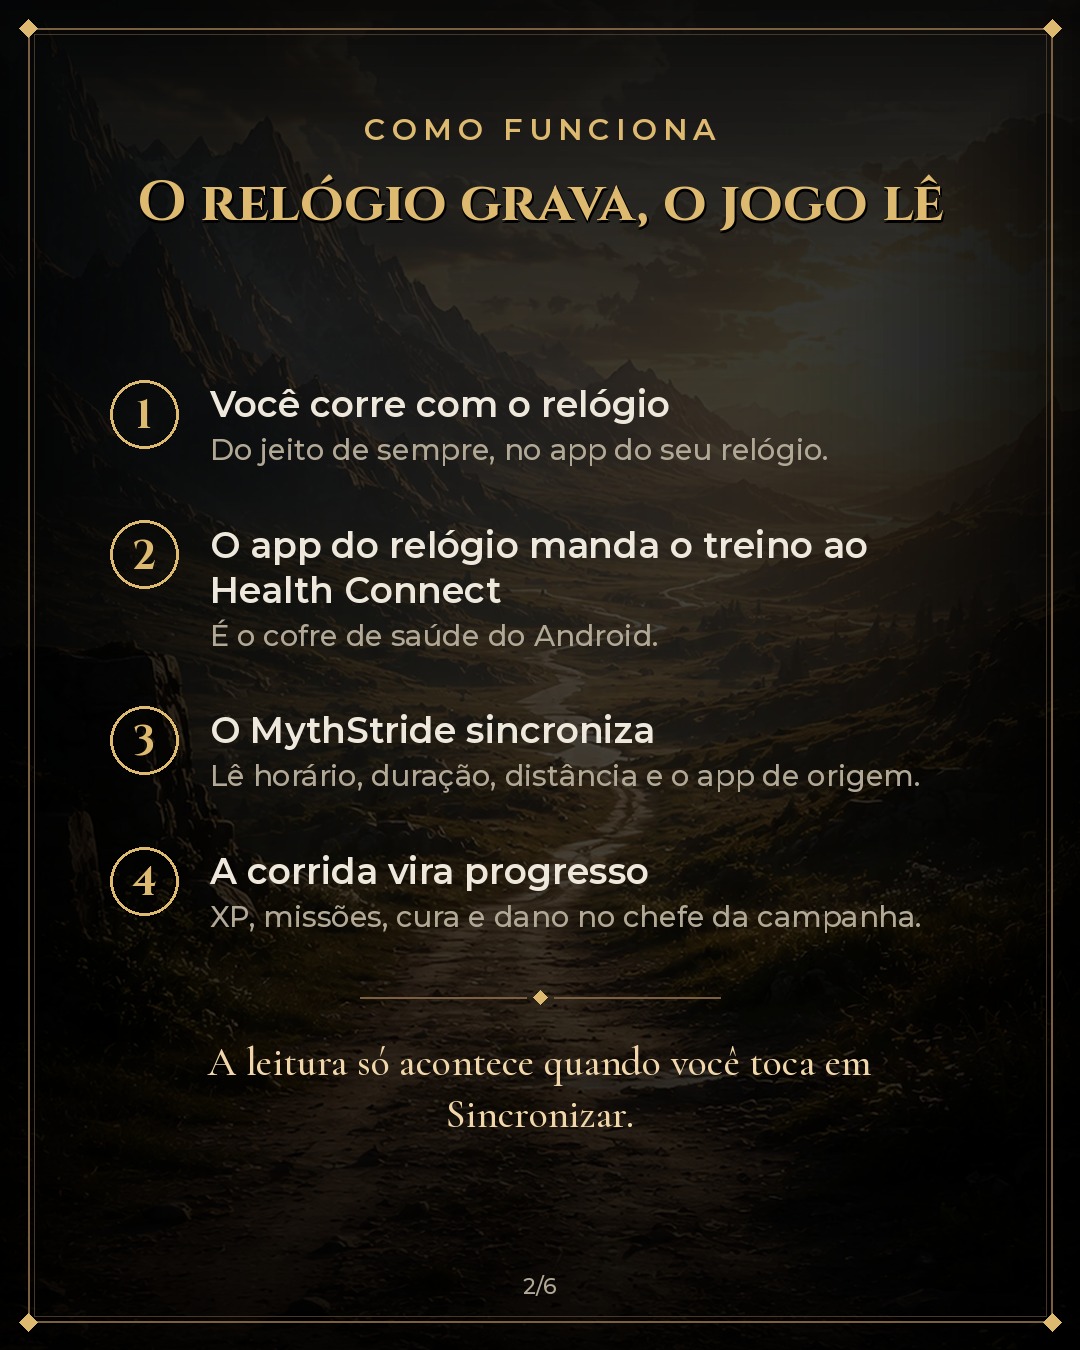 COMO FUNCIONA
O RELÓGIO GRAVA, O JOGO LÊ
1
Você corre com o relógio
Do jeito de sempre, no app do seu relógio.
2
O app do relógio manda o treino ao
Health Connect
É o cofre de saúde do Android.
3
O MythStride sincroniza
Lê horário, duração, distância e o app de origem.
4
A corrida vira progresso
XP, missões, cura e dano no chefe da campanha.
A leitura só acontece quando você toca em
Sincronizar.
2/6